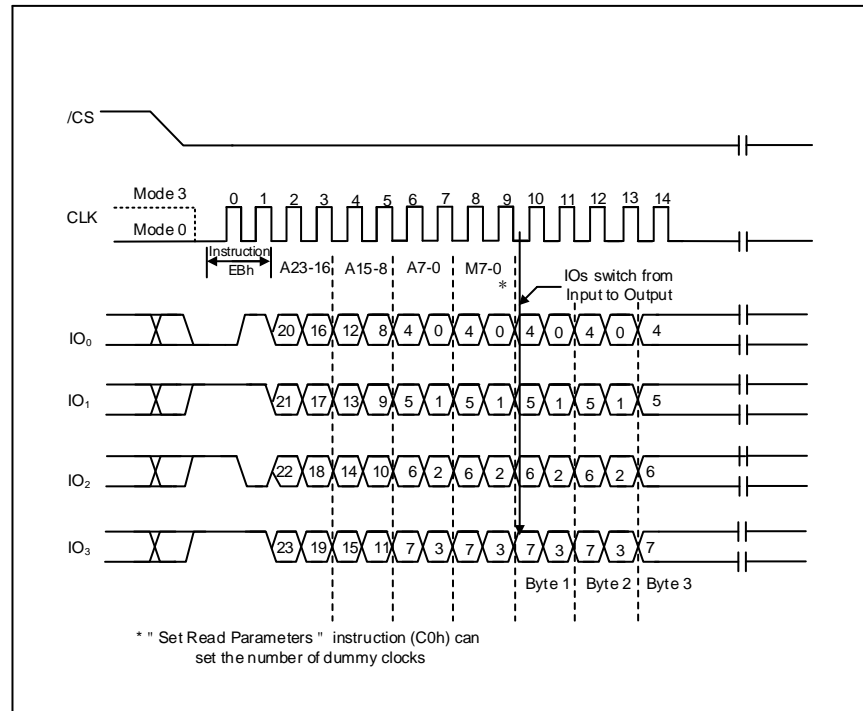 /CS
Mode 3
0 1 2 3 4 5 6 7 8 9 10 11 12 13 14
CLK
Mode 0
Instruction
EBh
A23-16 A15-8 A7-0 M7-0
*
IOs switch from
Input to Output
IO₀ 20 16 12 8 4 0 4 0 4 0 4 0 4
IO₁ 21 17 13 9 5 1 5 1 5 1 5 1 5
IO₂ 22 18 14 10 6 2 6 2 6 2 6 2 6
IO₃ 23 19 15 11 7 3 7 3 7 3 7 3 7
Byte 1 Byte 2 Byte 3
* " Set Read Parameters " instruction (C0h) can
set the number of dummy clocks